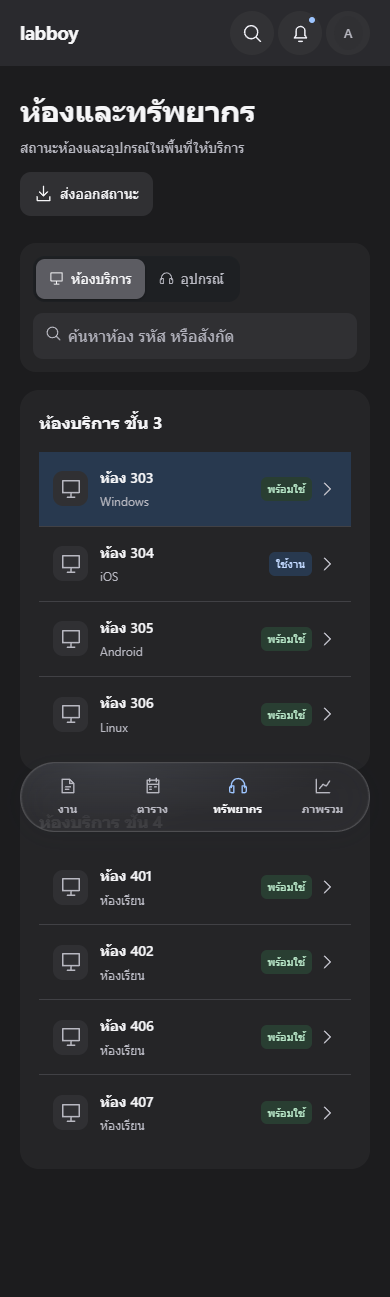 labboy
A
ห้องและทรัพยากร
สถานะห้องและอุปกรณ์ในพื้นที่ให้บริการ
ส่งออกสถานะ
ห้องบริการ
อุปกรณ์
ค้นหาห้อง รหัส หรือสังกัด
ห้องบริการ ชั้น 3
ห้อง 303
Windows
พร้อมใช้
ห้อง 304
iOS
ใช้งาน
ห้อง 305
Android
พร้อมใช้
ห้อง 306
Linux
พร้อมใช้
งาน
ตาราง
ทรัพยากร
ภาพรวม
ห้องบริการ ชั้น 4
ห้อง 401
ห้องเรียน
พร้อมใช้
ห้อง 402
ห้องเรียน
พร้อมใช้
ห้อง 406
ห้องเรียน
พร้อมใช้
ห้อง 407
ห้องเรียน
พร้อมใช้